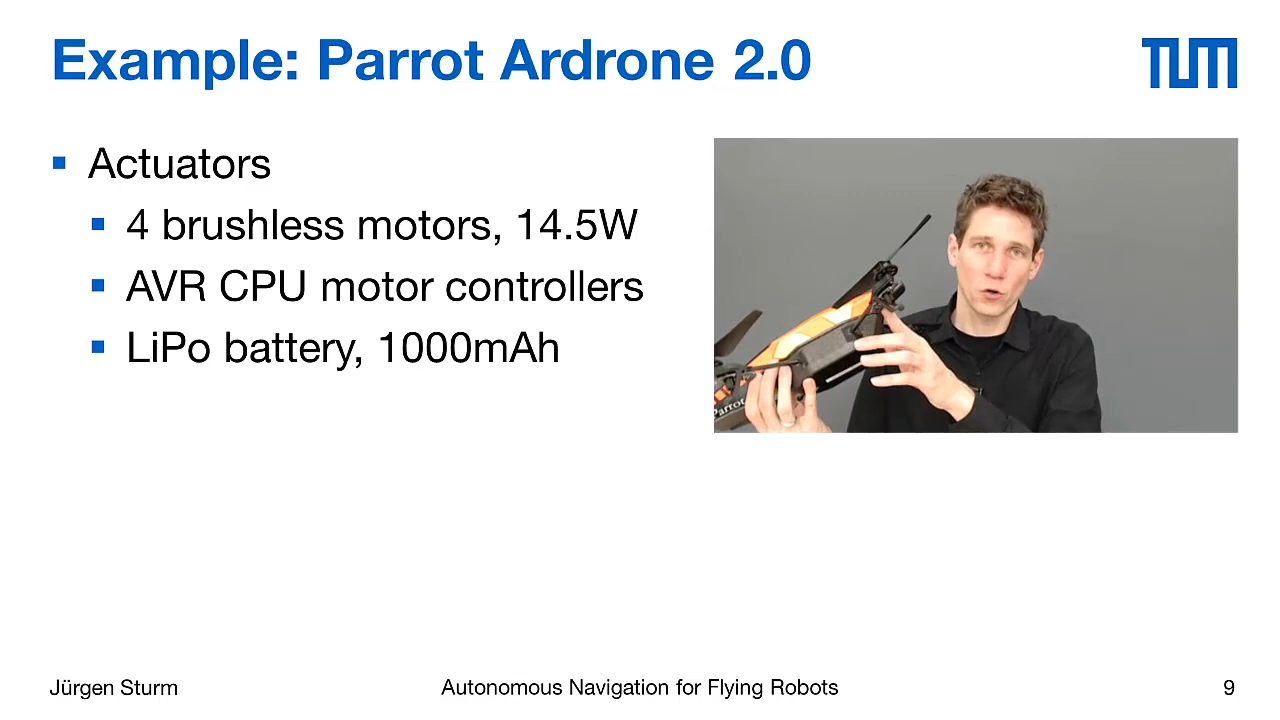 Example: Parrot Ardrone 2.0
TUM
Actuators
4 brushless motors, 14.5W
AVR CPU motor controllers
LiPo battery, 1000mAh
Parrot
Jürgen Sturm
Autonomous Navigation for Flying Robots
9